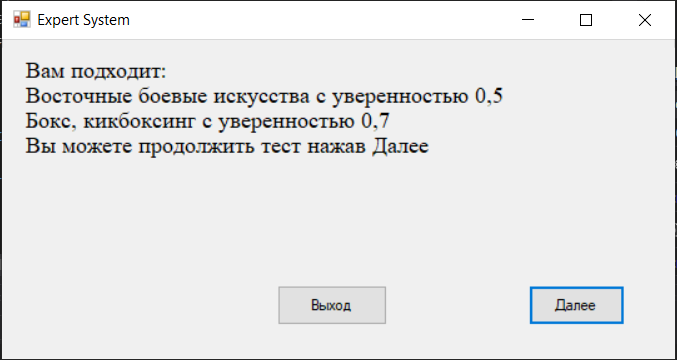 Expert System
Вам подходит:
Восточные боевые искусства с уверенностью 0,5
Бокс, кикбоксинг с уверенностью 0,7
Вы можете продолжить тест нажав Далее
Выход
Далее